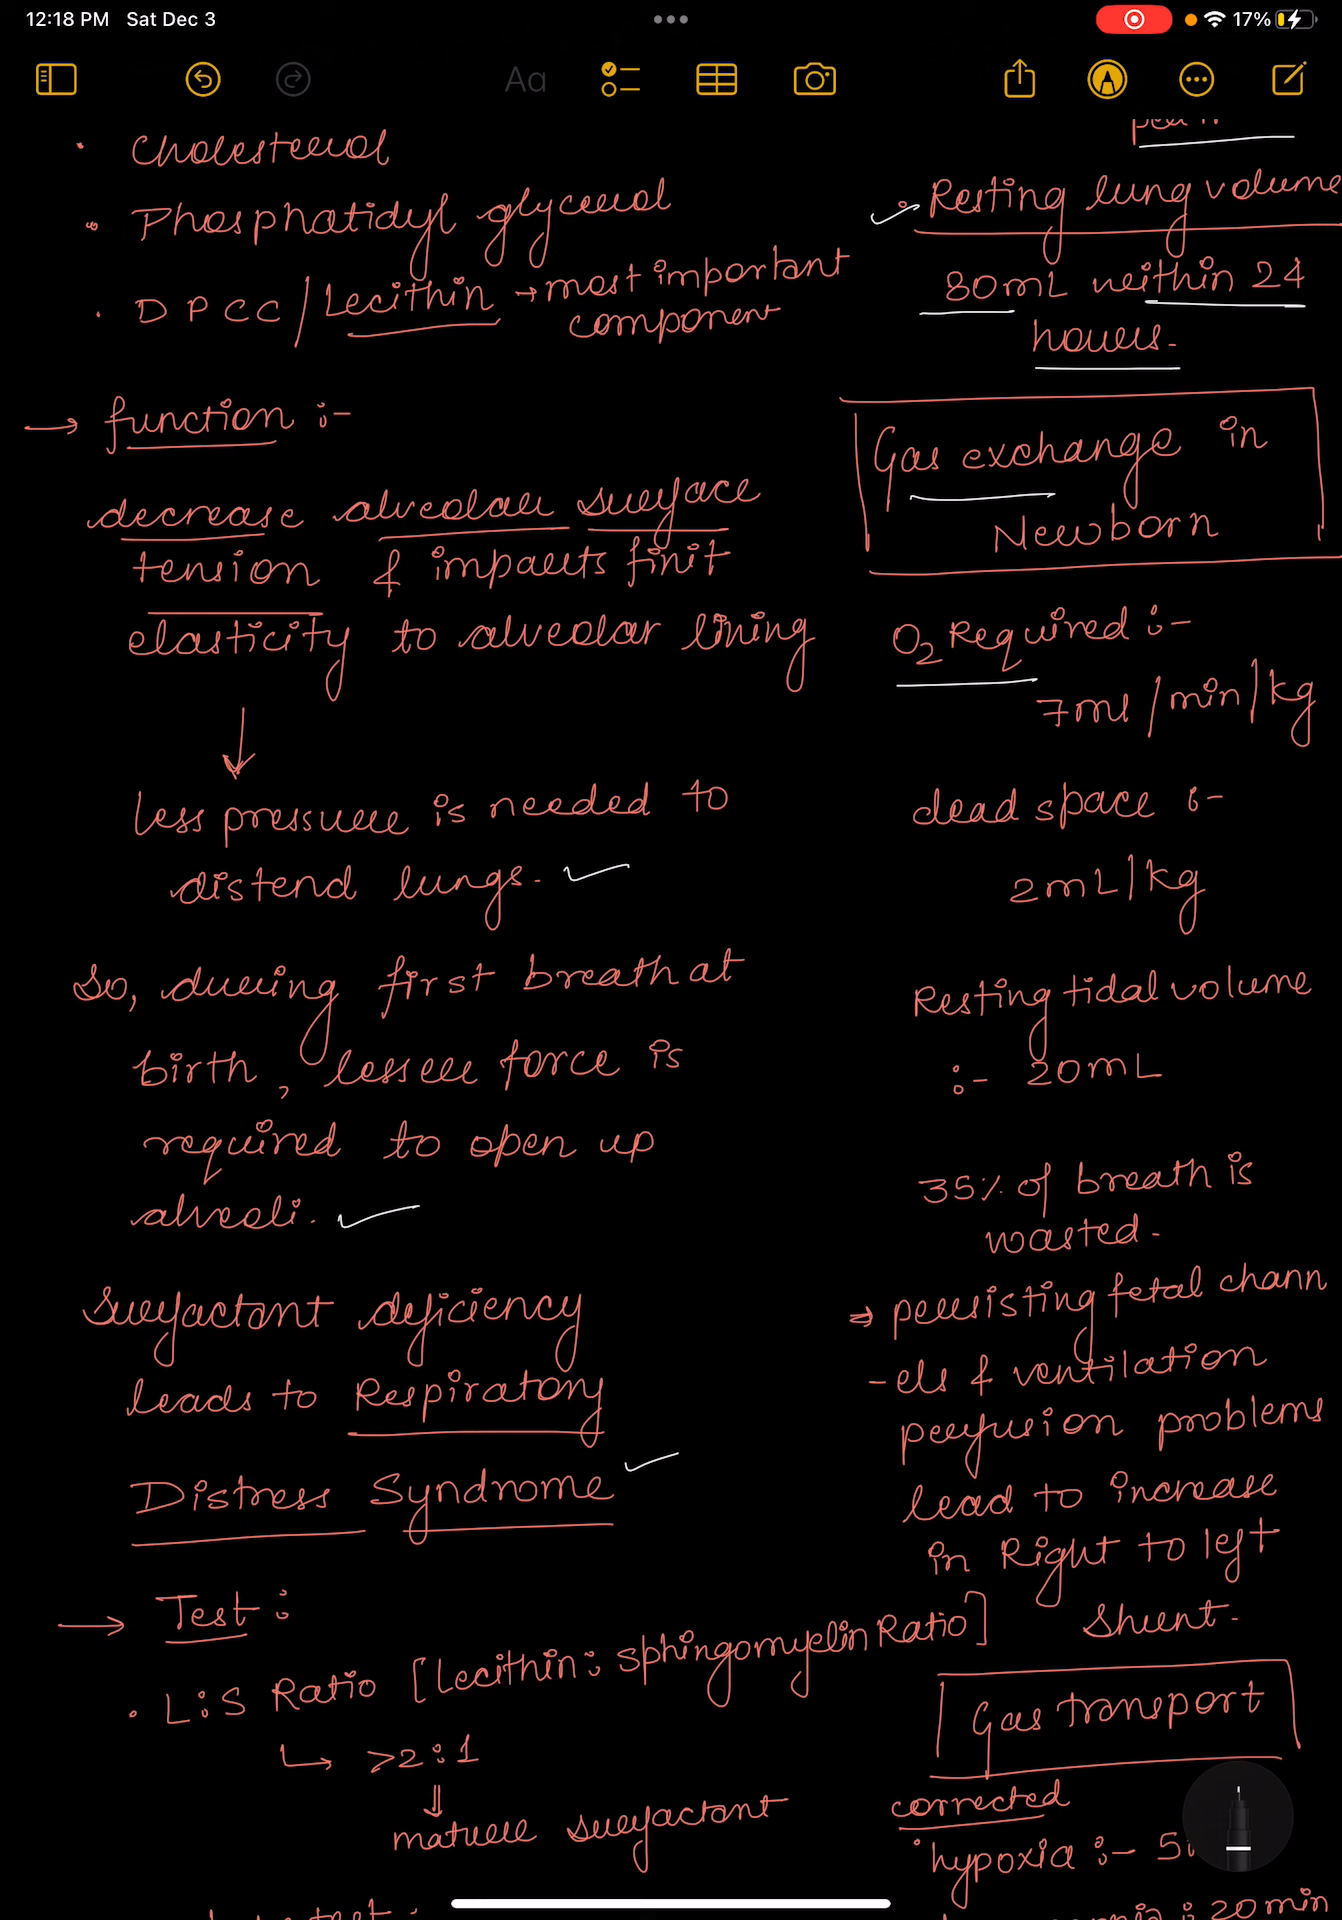 12:18 PM Sat Dec 3
17%
Aa
• Cholesterol
• Phosphatidyl glycerol
• DPCC/Lecithin → most important
component
→ function :-
decrease alveolar surface
tension & imparts finit
elasticity to alveolar lining
↓
less pressure is needed to
distend lungs. ✓
So, during first breath at
birth, lesser force is
required to open up
alveoli. ✓
Surfactant deficiency
leads to Respiratory
Distress Syndrome ✓
→ Test :
• L:S Ratio [Lecithin : sphingomyelin Ratio]
↳ >2:1
⇓
mature surfactant
✓ • Resting lung volume
80mL within 24
hours.
Gas exchange in
Newborn
O2 Required :-
7ml/min/kg
dead space :-
2mL/kg
Resting tidal volume
:- 20mL
35% of breath is
wasted.
⇒ persisting fetal chann
-els & ventilation
perfusion problems
lead to increase
in Right to left
Shunt.
Gas transport
corrected
• hypoxia :-
: 20 min